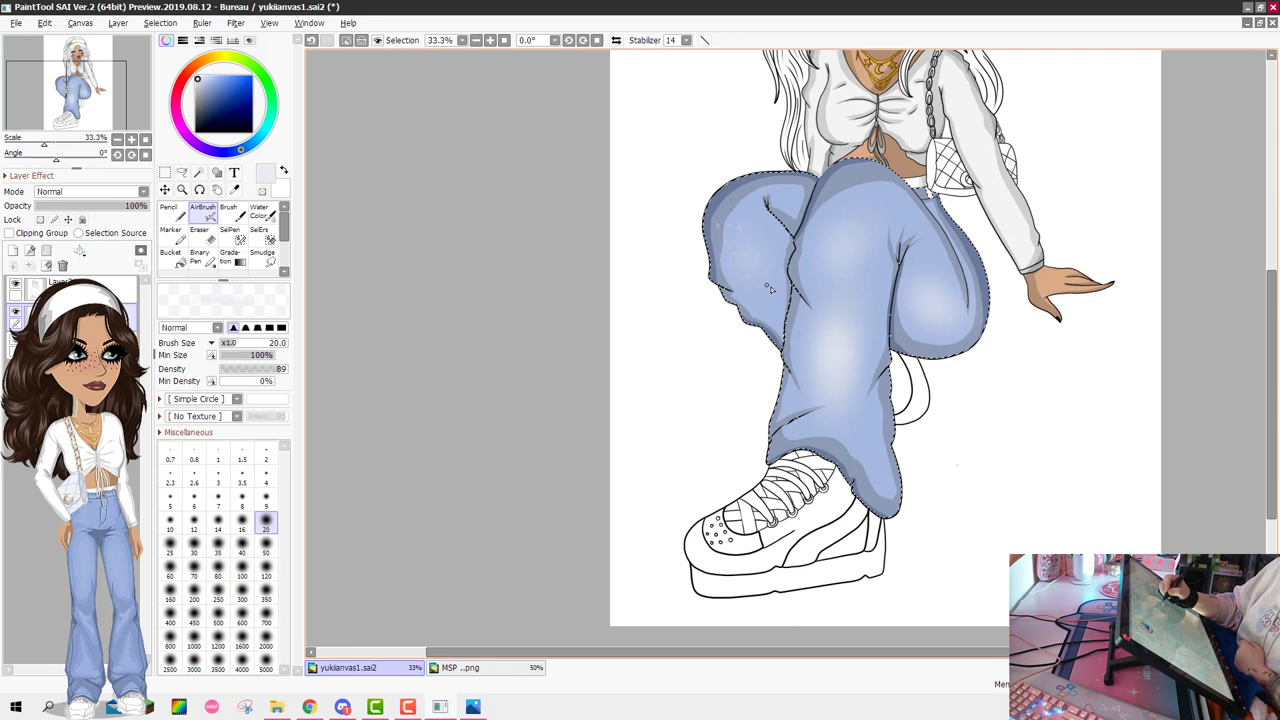 PaintTool SAI Ver.2 (64bit) Preview.2019.08.12 - Bureau / yukiianvas1.sai2 (*)
File Edit Canvas Layer Selection Ruler Filter View Window Help
Selection 33.3% 0.0° Stabilizer 14
Scale 33.3%
Angle 0°
Layer Effect
Mode Normal
Opacity 100%
Lock
Clipping Group Selection Source
T
Pencil AirBrush Brush Water Color
Marker Eraser SelPen SelErs
Bucket Binary Pen Grada-tion Smudge
Normal
Brush Size x1.0 20.0
Min Size 100%
Density 89
Min Density 0%
[ Simple Circle ]
[ No Texture ]
Miscellaneous
0.7 0.8 1 1.5 2
2.3 2.6 3 3.5 4
5 6 7 8 9
10 12 14 16 20
25 30 35 40 50
60 70 80 100 120
160 200 250 300 350
400 450 500 600 700
800 1000 1200 1600 2000
2500 3000 3500 4000 5000
yukiianvas1.sai2 33% MSP ..png 50%